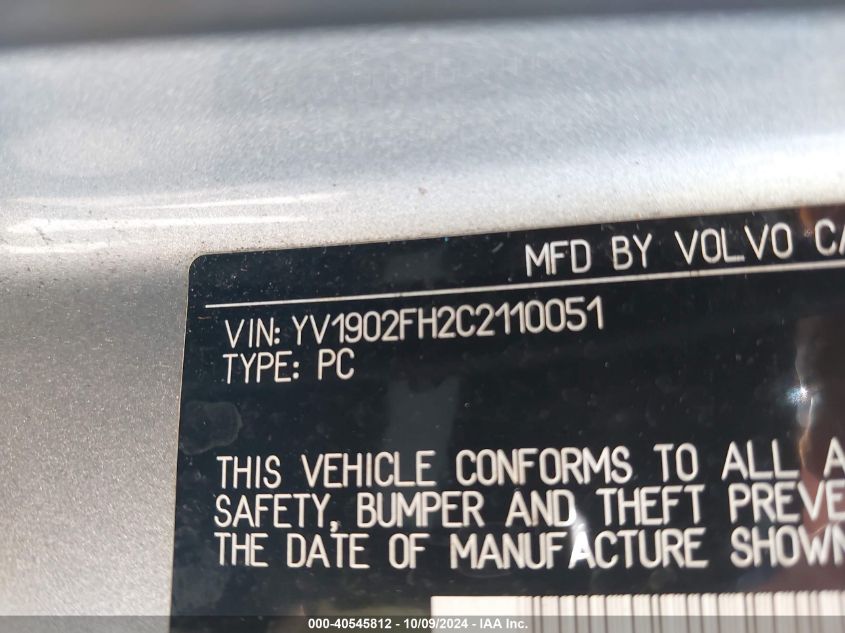 MFD BY VOLVO CA
VIN: YV1902FH2C2110051
TYPE: PC
THIS VEHICLE CONFORMS TO ALL A
SAFETY, BUMPER AND THEFT PREVE
THE DATE OF MANUFACTURE SHOWN
000-40545812 - 10/09/2024 - IAA Inc.